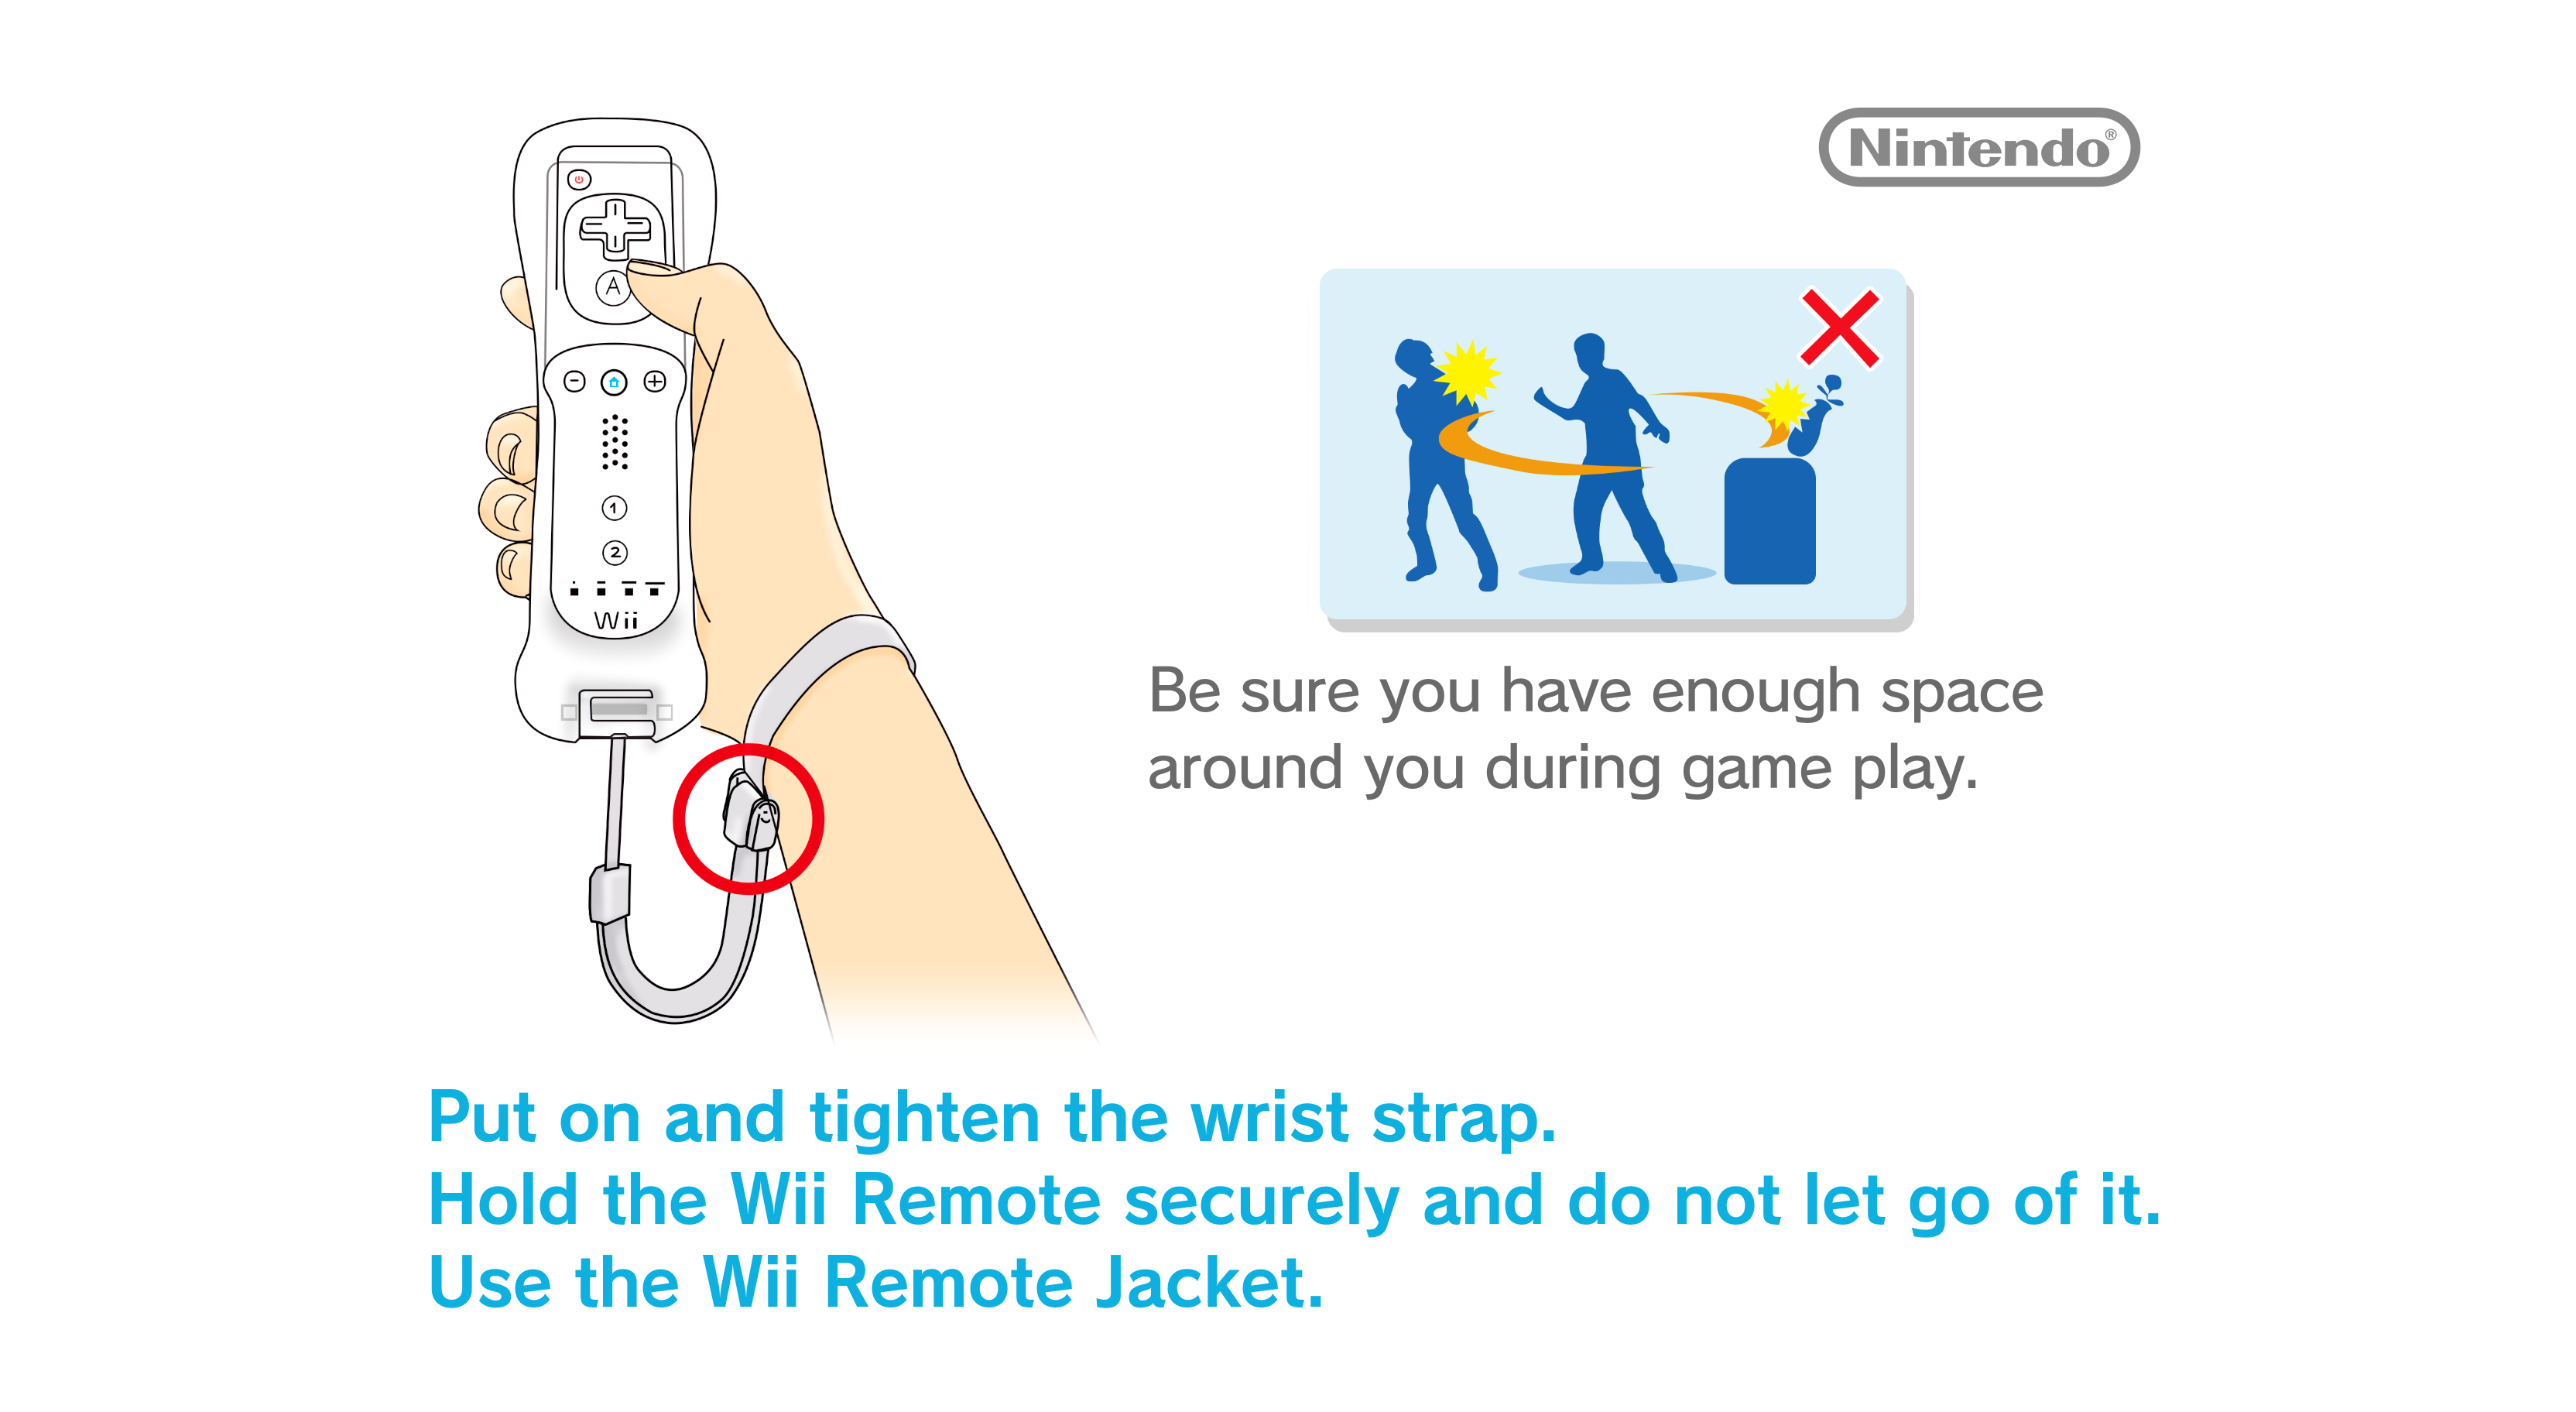 Nintendo®
A
1
2
Wii
Be sure you have enough space
around you during game play.
Put on and tighten the wrist strap.
Hold the Wii Remote securely and do not let go of it.
Use the Wii Remote Jacket.